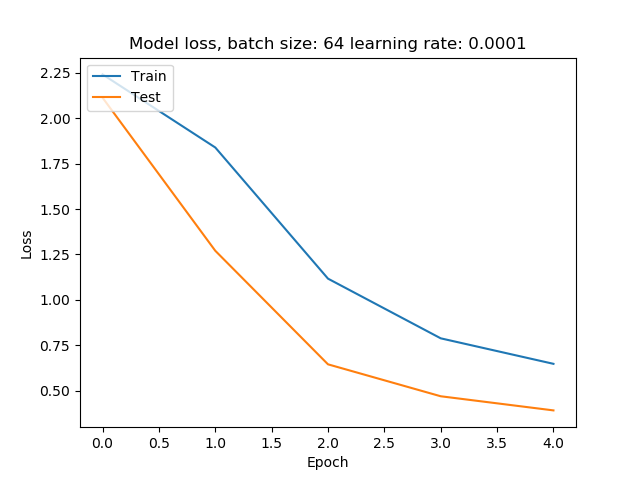 Model loss, batch size: 64 learning rate: 0.0001
Train
Test
2.25
2.00
1.75
1.50
1.25
1.00
0.75
0.50
Loss
0.0 0.5 1.0 1.5 2.0 2.5 3.0 3.5 4.0
Epoch